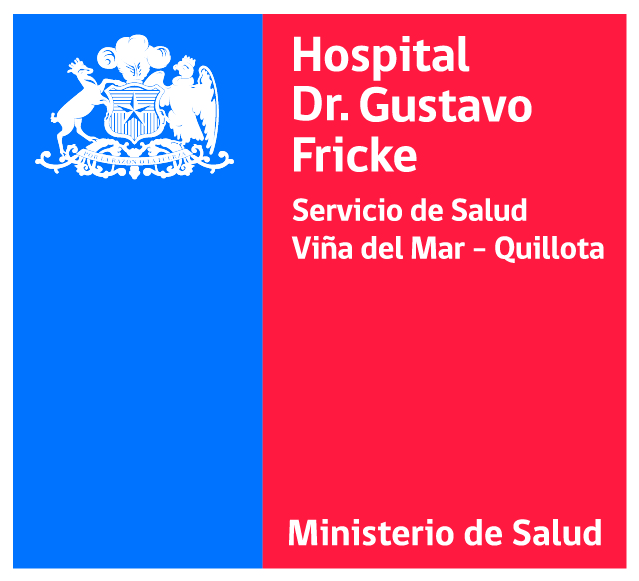 Hospital
Dr. Gustavo
Fricke
Servicio de Salud
Viña del Mar – Quillota
Ministerio de Salud